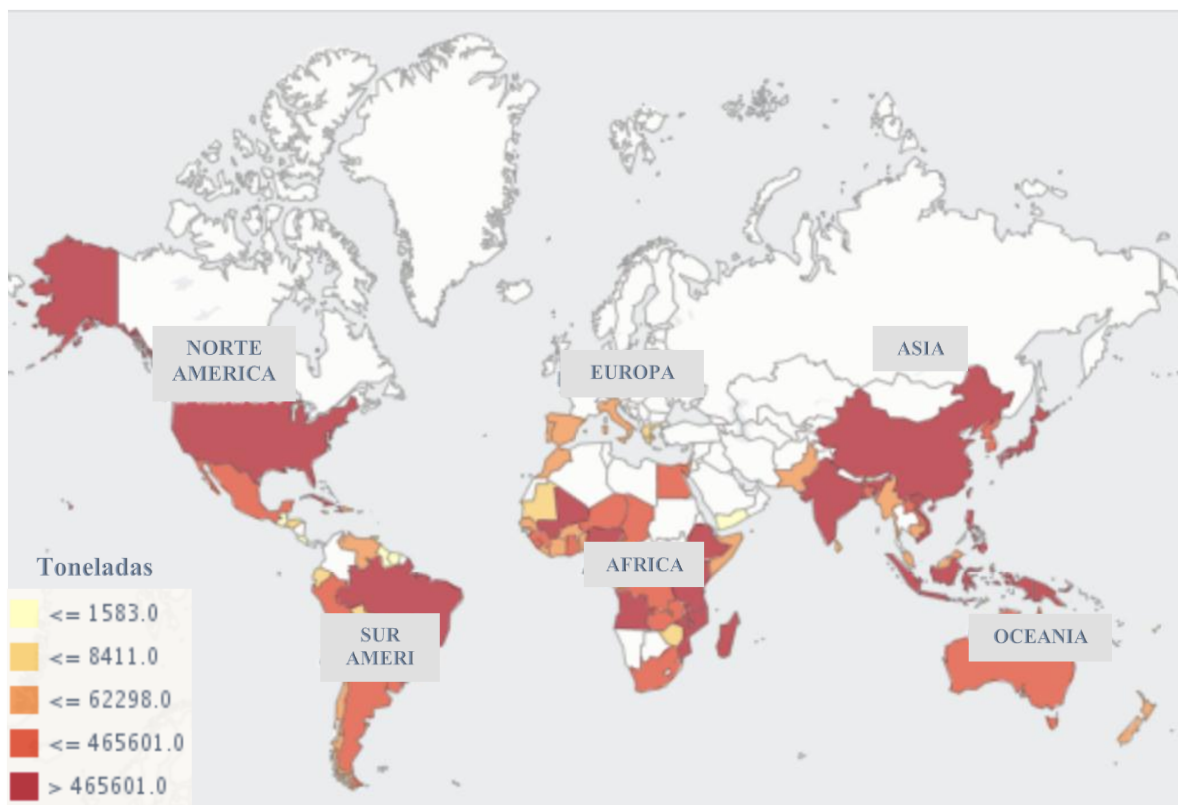 NORTE
AMERICA
EUROPA
ASIA
AFRICA
SUR
AMERI
OCEANIA
Toneladas
<= 1583.0
<= 8411.0
<= 62298.0
<= 465601.0
> 465601.0